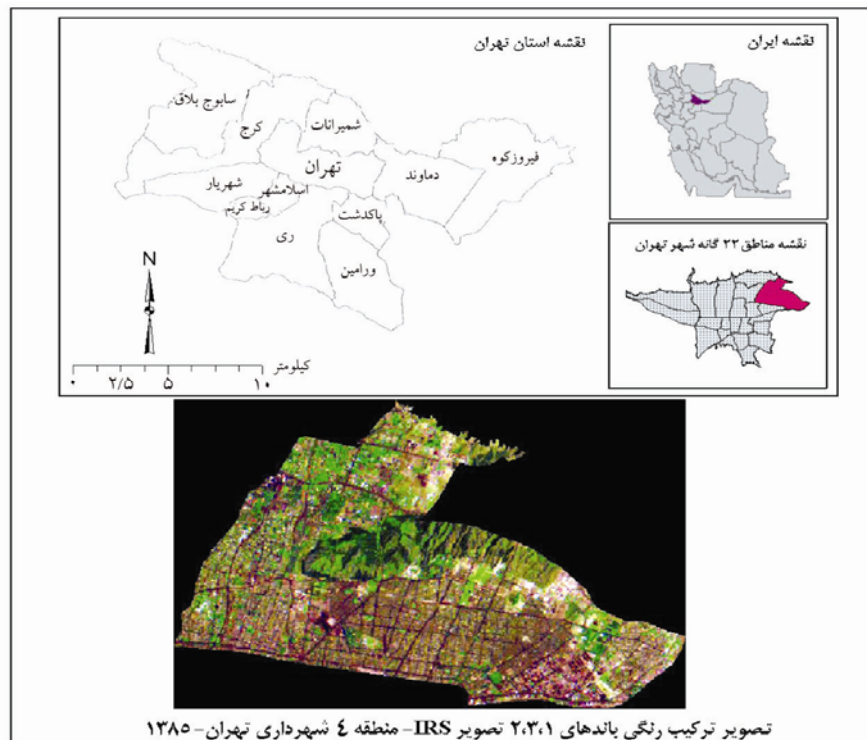 نقشه استان تهران
نقشه ایران
سابوج بلاق
کرج
شمیرانات
فیروزکوه
تهران
دماوند
شهریار
اسلامشهر
رباط کریم
پاکدشت
ری
ورامین
نقشه مناطق ۲۲ گانه شهر تهران
N
کیلومتر
۰ ۲/۵ ۵ ۱۰
تصویر ترکیب رنگی باندهای ۲،۳،۱ تصویر IRS- منطقه ٤ شهرداری تهران- ۱۳۸۵